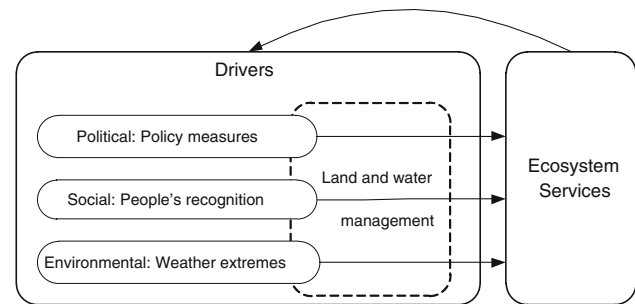 Drivers
Political: Policy measures
Social: People's recognition
Environmental: Weather extremes
Land and water
management
Ecosystem
Services